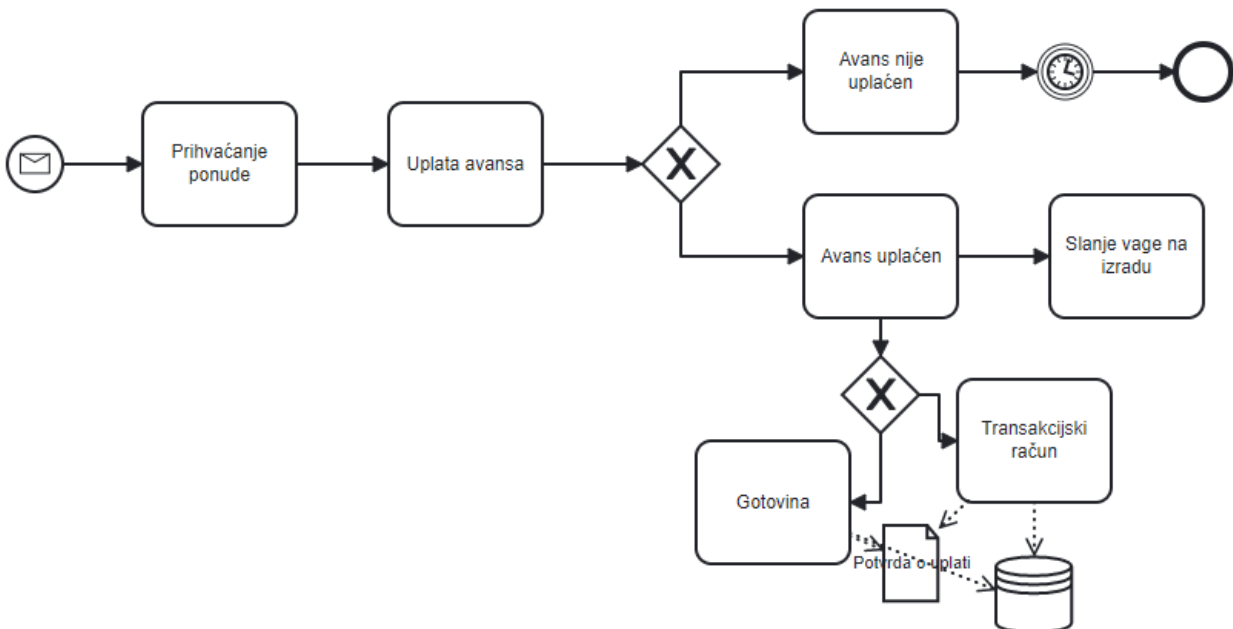 Avans nije
uplaćen
Prihvaćanje
ponude
Uplata avansa
Avans uplaćen
Slanje vage na
izradu
Transakcijski
račun
Gotovina
Potvrda o uplati